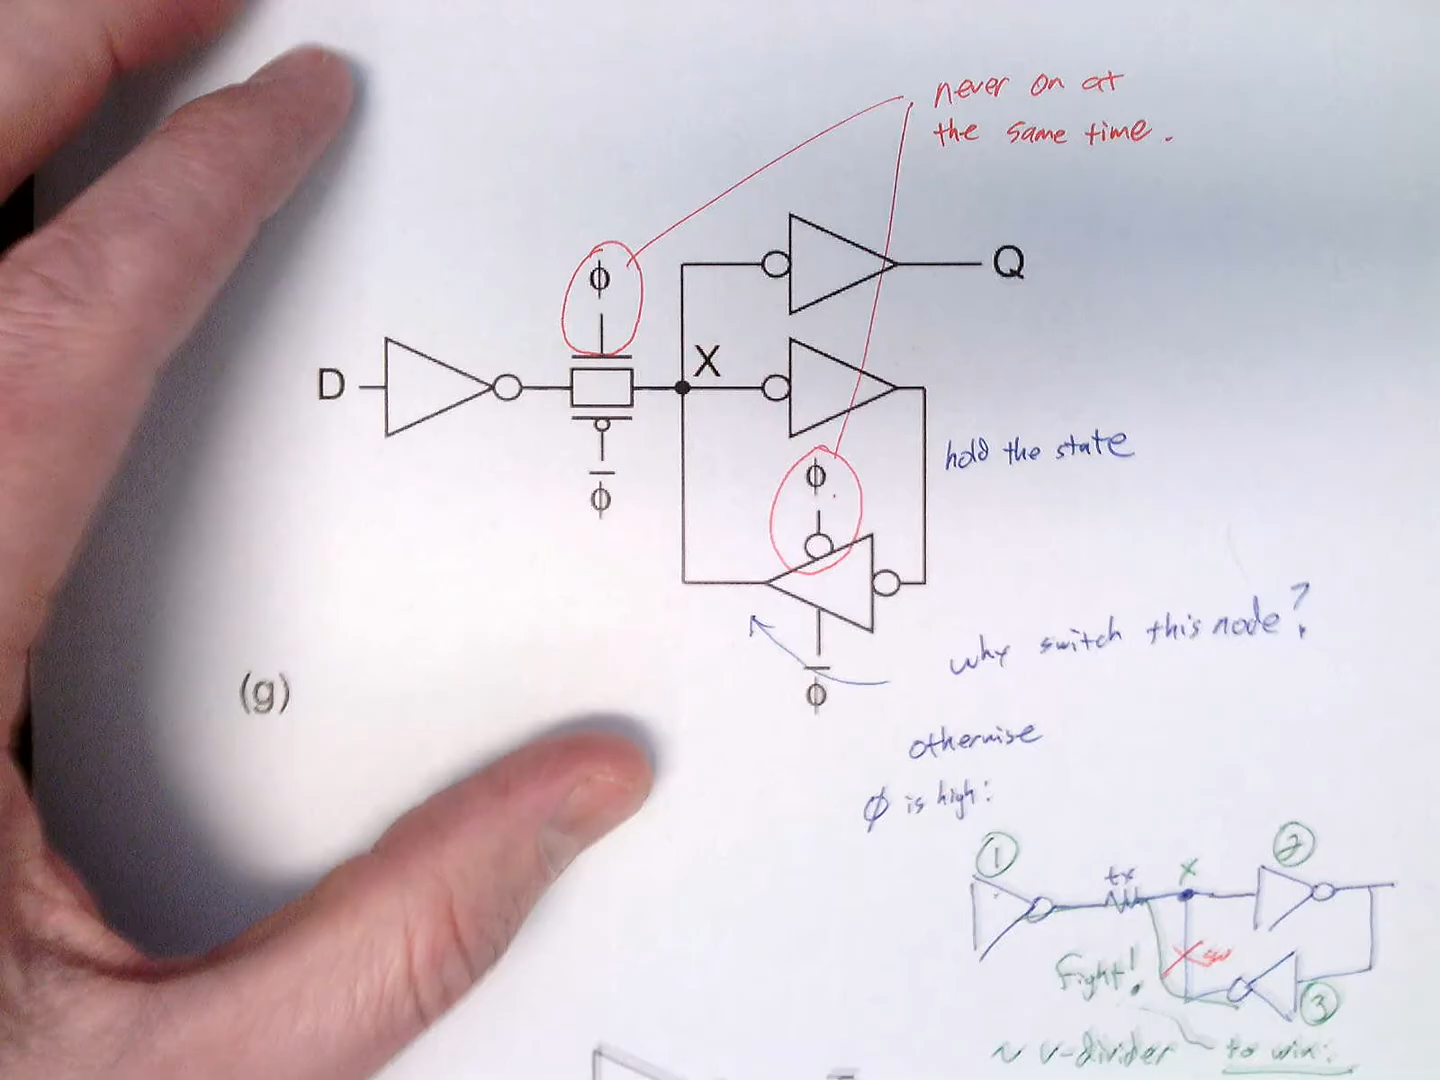 never on at
the same time.
ϕ
Q
X
D
hold the state
ϕ
ϕ̅
why switch this node?
(g)
ϕ̅
otherwise
ϕ is high:
① tx X ②
Fight! X sw
③
~ V-divider to win: